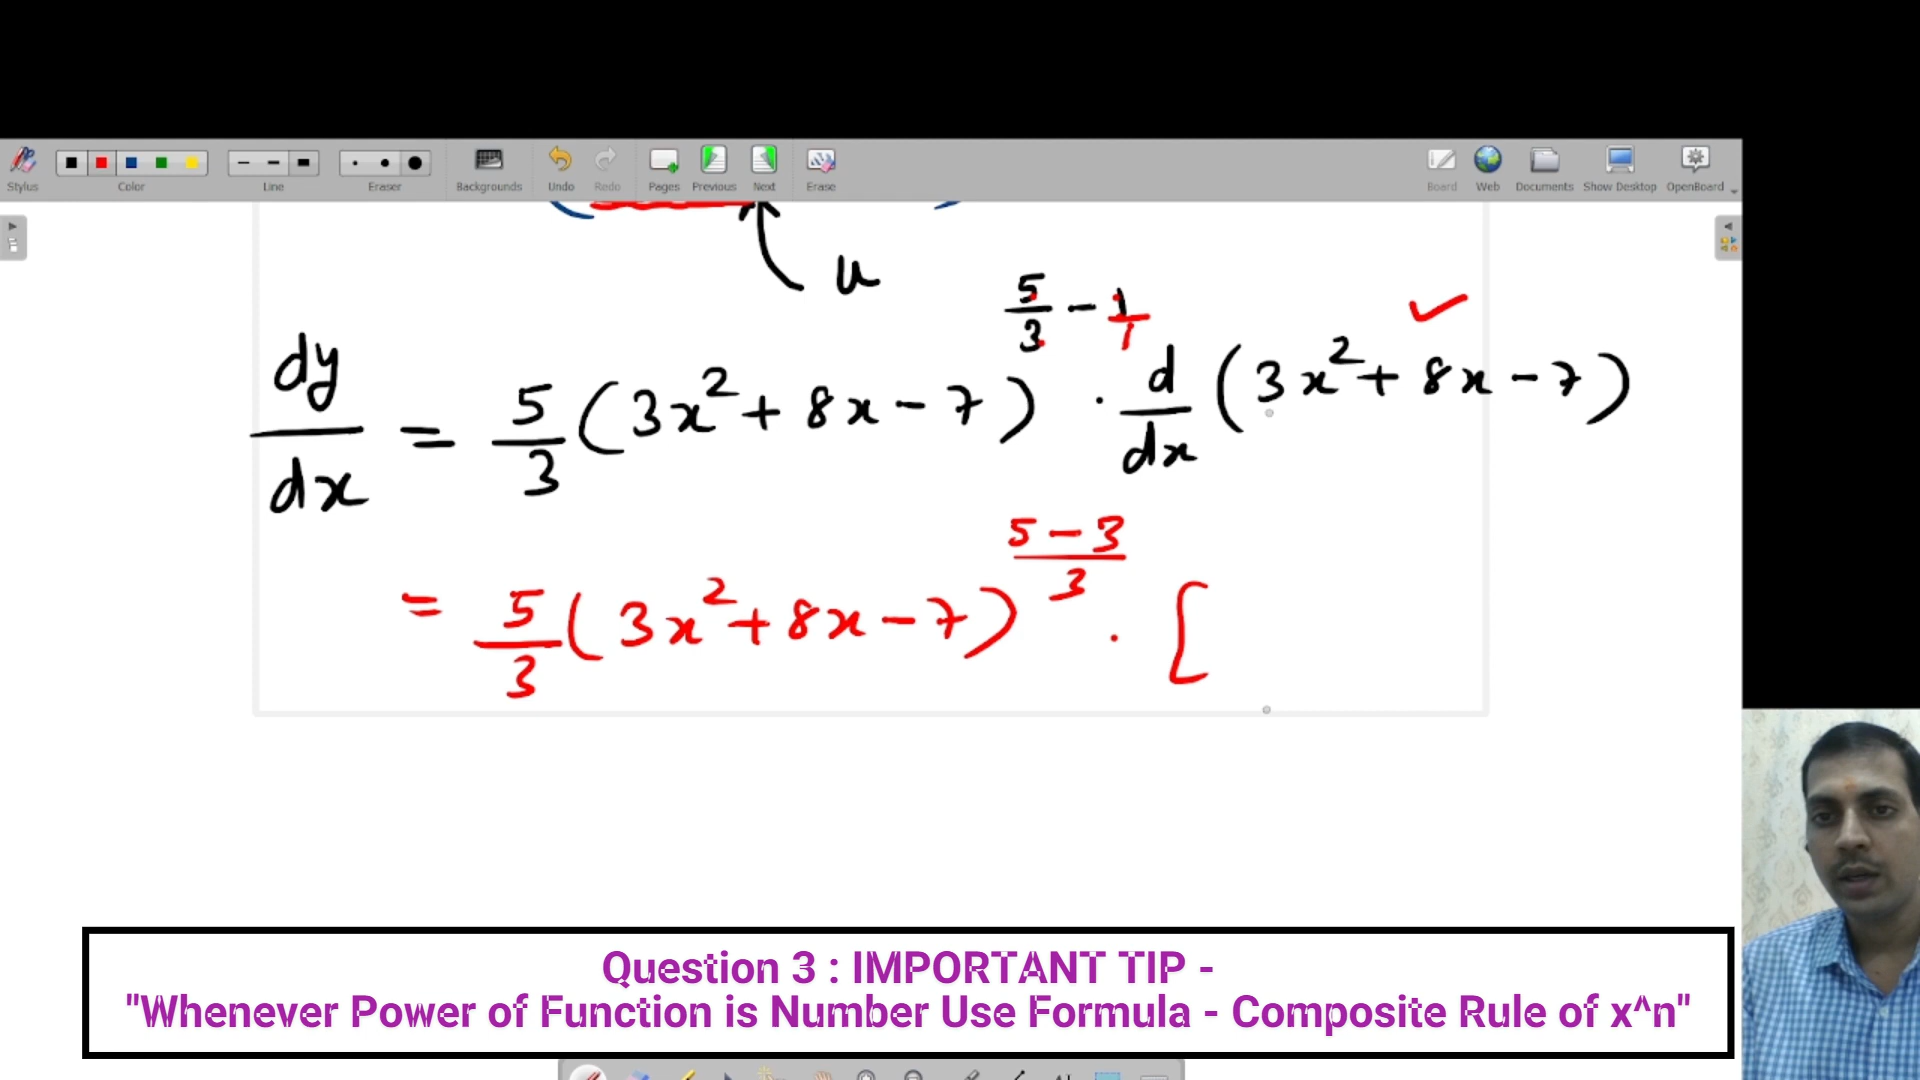 Stylus Color Line Eraser Backgrounds Undo Redo Pages Previous Next Erase Board Web Documents Show Desktop OpenBoard
u
dy/dx = 5/3 (3x² + 8x - 7)^(5/3 - 1/1) . d/dx (3x² + 8x - 7) ✓
= 5/3 (3x² + 8x - 7)^((5 - 3)/3) . [
Question 3 : IMPORTANT TIP -
"Whenever Power of Function is Number Use Formula - Composite Rule of x^n"